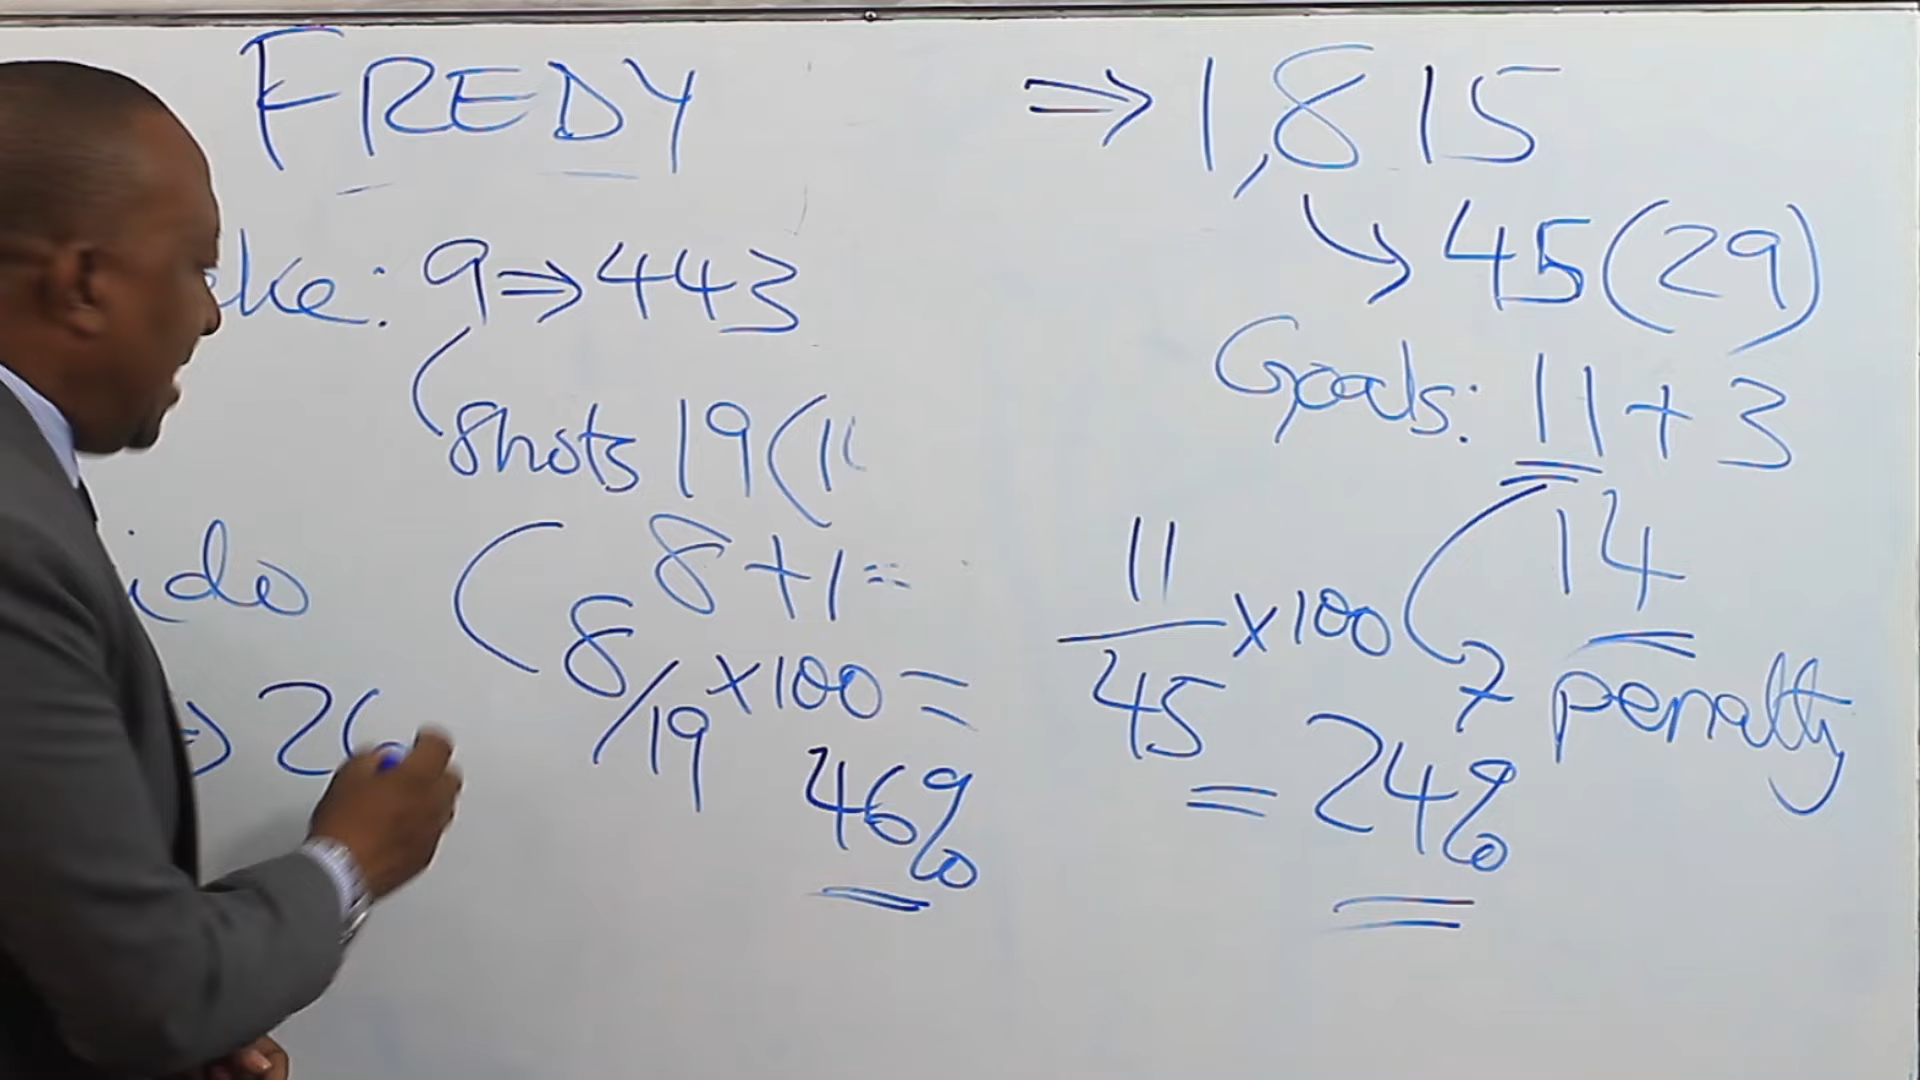 FREDY ⇒ 1,815
eke: 9 ⇒ 443
↘ 45 (29)
shots 19 (1
Goals: 11 + 3
14
ido
8 + 1 =
8/19 x 100 =
46%
11/45 x 100
7 penalty
= 24%
⇒ 26